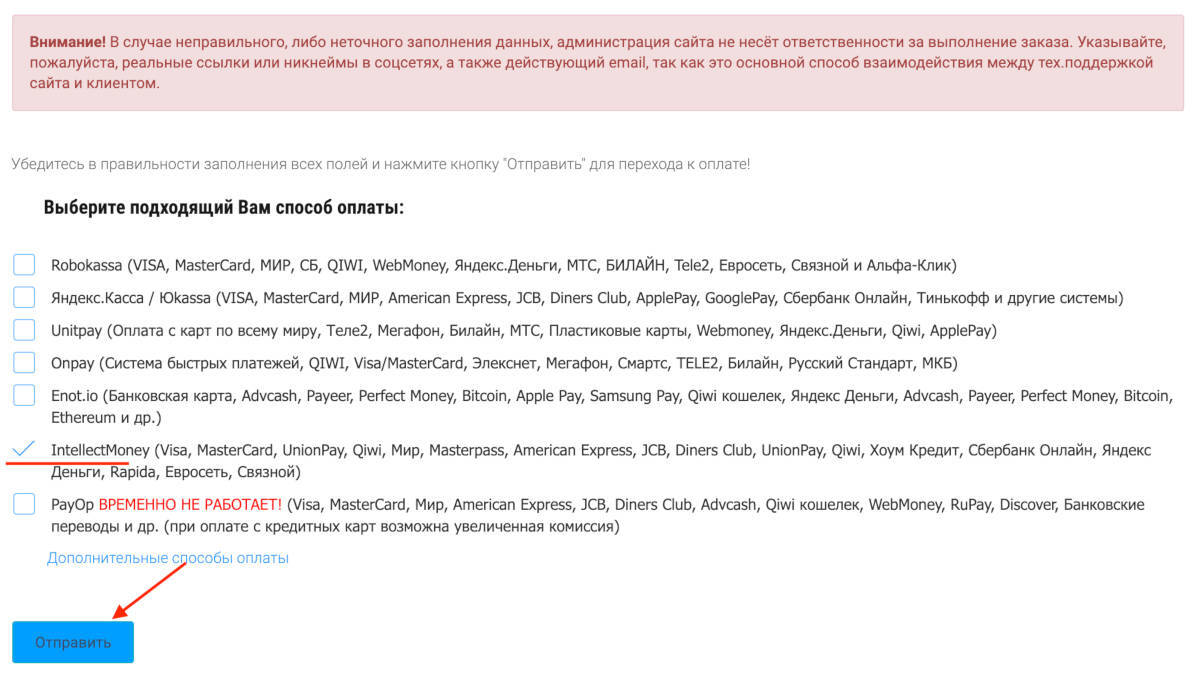 Внимание! В случае неправильного, либо неточного заполнения данных, администрация сайта не несёт ответственности за выполнение заказа. Указывайте,
пожалуйста, реальные ссылки или никнеймы в соцсетях, а также действующий email, так как это основной способ взаимодействия между тех.поддержкой
сайта и клиентом.
Убедитесь в правильности заполнения всех полей и нажмите кнопку "Отправить" для перехода к оплате!
Выберите подходящий Вам способ оплаты:
Robokassa (VISA, MasterCard, МИР, СБ, QIWI, WebMoney, Яндекс.Деньги, МТС, БИЛАЙН, Tele2, Евросеть, Связной и Альфа-Клик)
Яндекс.Касса / Юkassa (VISA, MasterCard, МИР, American Express, JCB, Diners Club, ApplePay, GooglePay, Сбербанк Онлайн, Тинькофф и другие системы)
Unitpay (Оплата с карт по всему миру, Теле2, Мегафон, Билайн, МТС, Пластиковые карты, Webmoney, Яндекс.Деньги, Qiwi, ApplePay)
Onpay (Система быстрых платежей, QIWI, Visa/MasterCard, Элекснет, Мегафон, Смартс, TELE2, Билайн, Русский Стандарт, МКБ)
Enot.io (Банковская карта, Advcash, Payeer, Perfect Money, Bitcoin, Apple Pay, Samsung Pay, Qiwi кошелек, Яндекс Деньги, Advcash, Payeer, Perfect Money, Bitcoin,
Ethereum и др.)
IntellectMoney (Visa, MasterCard, UnionPay, Qiwi, Мир, Masterpass, American Express, JCB, Diners Club, UnionPay, Qiwi, Хоум Кредит, Сбербанк Онлайн, Яндекс
Деньги, Rapida, Евросеть, Связной)
PayOp ВРЕМЕННО НЕ РАБОТАЕТ! (Visa, MasterCard, Мир, American Express, JCB, Diners Club, Advcash, Qiwi кошелек, WebMoney, RuPay, Discover, Банковские
переводы и др. (при оплате с кредитных карт возможна увеличенная комиссия)
Дополнительные способы оплаты
Отправить